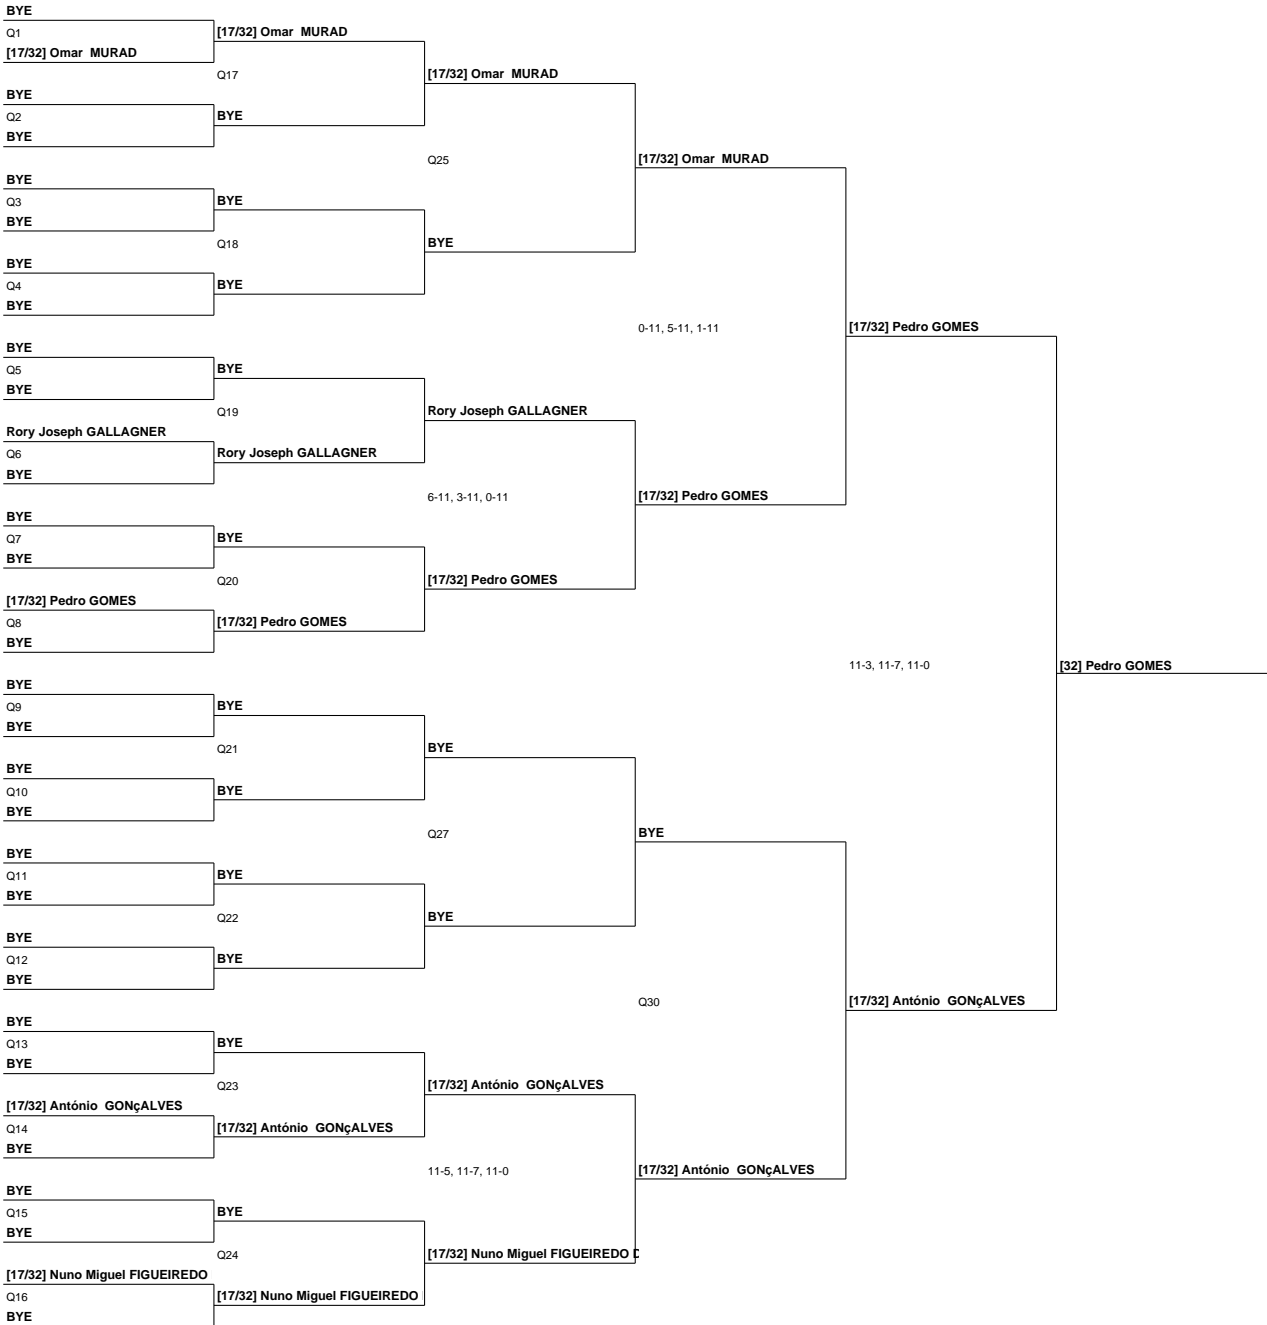 BYE
Q1
[17/32] Omar MURAD
[17/32] Omar MURAD
Q17
[17/32] Omar MURAD
BYE
Q2
BYE
BYE
Q25
[17/32] Omar MURAD
BYE
Q3
BYE
BYE
Q18
BYE
BYE
Q4
BYE
BYE
0-11, 5-11, 1-11
[17/32] Pedro GOMES
BYE
Q5
BYE
BYE
Q19
Rory Joseph GALLAGNER
Rory Joseph GALLAGNER
Q6
BYE
Rory Joseph GALLAGNER
6-11, 3-11, 0-11
[17/32] Pedro GOMES
BYE
Q7
BYE
BYE
Q20
[17/32] Pedro GOMES
[17/32] Pedro GOMES
Q8
BYE
[17/32] Pedro GOMES
11-3, 11-7, 11-0
[32] Pedro GOMES
BYE
Q9
BYE
BYE
Q21
BYE
BYE
Q10
BYE
BYE
Q27
BYE
BYE
Q11
BYE
BYE
Q22
BYE
BYE
Q12
BYE
BYE
Q30
[17/32] António GONçALVES
BYE
Q13
BYE
BYE
Q23
[17/32] António GONçALVES
[17/32] António GONçALVES
Q14
BYE
[17/32] António GONçALVES
11-5, 11-7, 11-0
[17/32] António GONçALVES
BYE
Q15
BYE
BYE
Q24
[17/32] Nuno Miguel FIGUEIREDO D
[17/32] Nuno Miguel FIGUEIREDO
Q16
BYE
[17/32] Nuno Miguel FIGUEIREDO